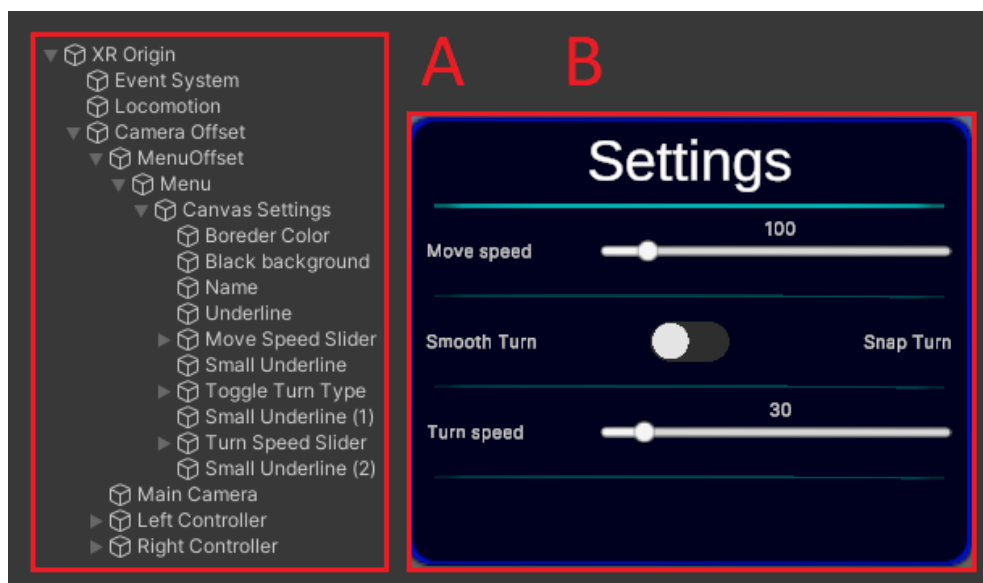 A B
XR Origin
Event System
Locomotion
Camera Offset
MenuOffset
Menu
Canvas Settings
Boreder Color
Black background
Name
Underline
Move Speed Slider
Small Underline
Toggle Turn Type
Small Underline (1)
Turn Speed Slider
Small Underline (2)
Main Camera
Left Controller
Right Controller
Settings
100
Move speed
Smooth Turn Snap Turn
30
Turn speed